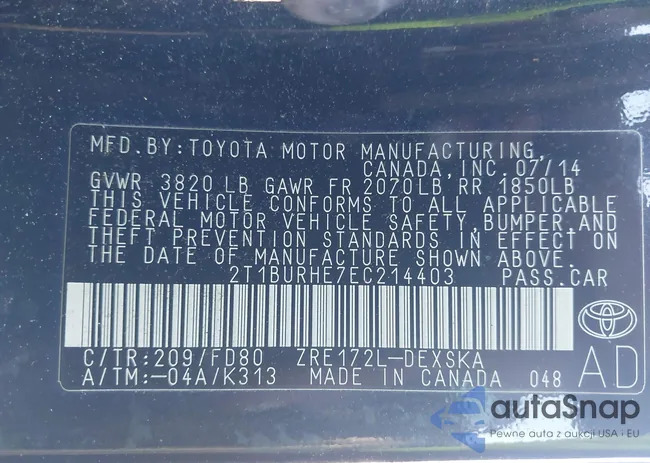 MFD.BY:TOYOTA MOTOR MANUFACTURING,
CANADA,INC.07/14
GVWR 3820 LB GAWR FR 2070LB RR 1850LB
THIS VEHICLE CONFORMS TO ALL APPLICABLE
FEDERAL MOTOR VEHICLE SAFETY,BUMPER,AND
THEFT PREVENTION STANDARDS IN EFFECT ON
THE DATE OF MANUFACTURE SHOWN ABOVE.
2T1BURHE7EC214403 PASS.CAR
C/TR:209/FD80 ZRE172L-DEXSKA
A/TM:-04A/K313 MADE IN CANADA 048
AD
autaSnap
Pewne auta z aukcji USA i EU